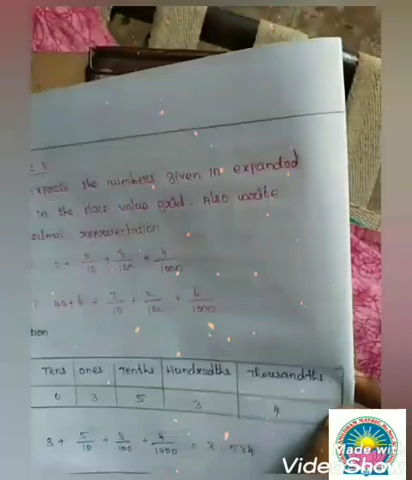 Express the numbers given in expanded
in the place value grid. Also write
decimal representation
3 + 5/10 + 3/100 + 4/1000
40 + 6 + 7/10 + /100 + 6/1000
tion
Tens ones Tenths Hundredths Thousandths
0 3 5 3 4
3 + 5/10 + 3/100 + 4/1000 = 3.534
Made with
VideoShow